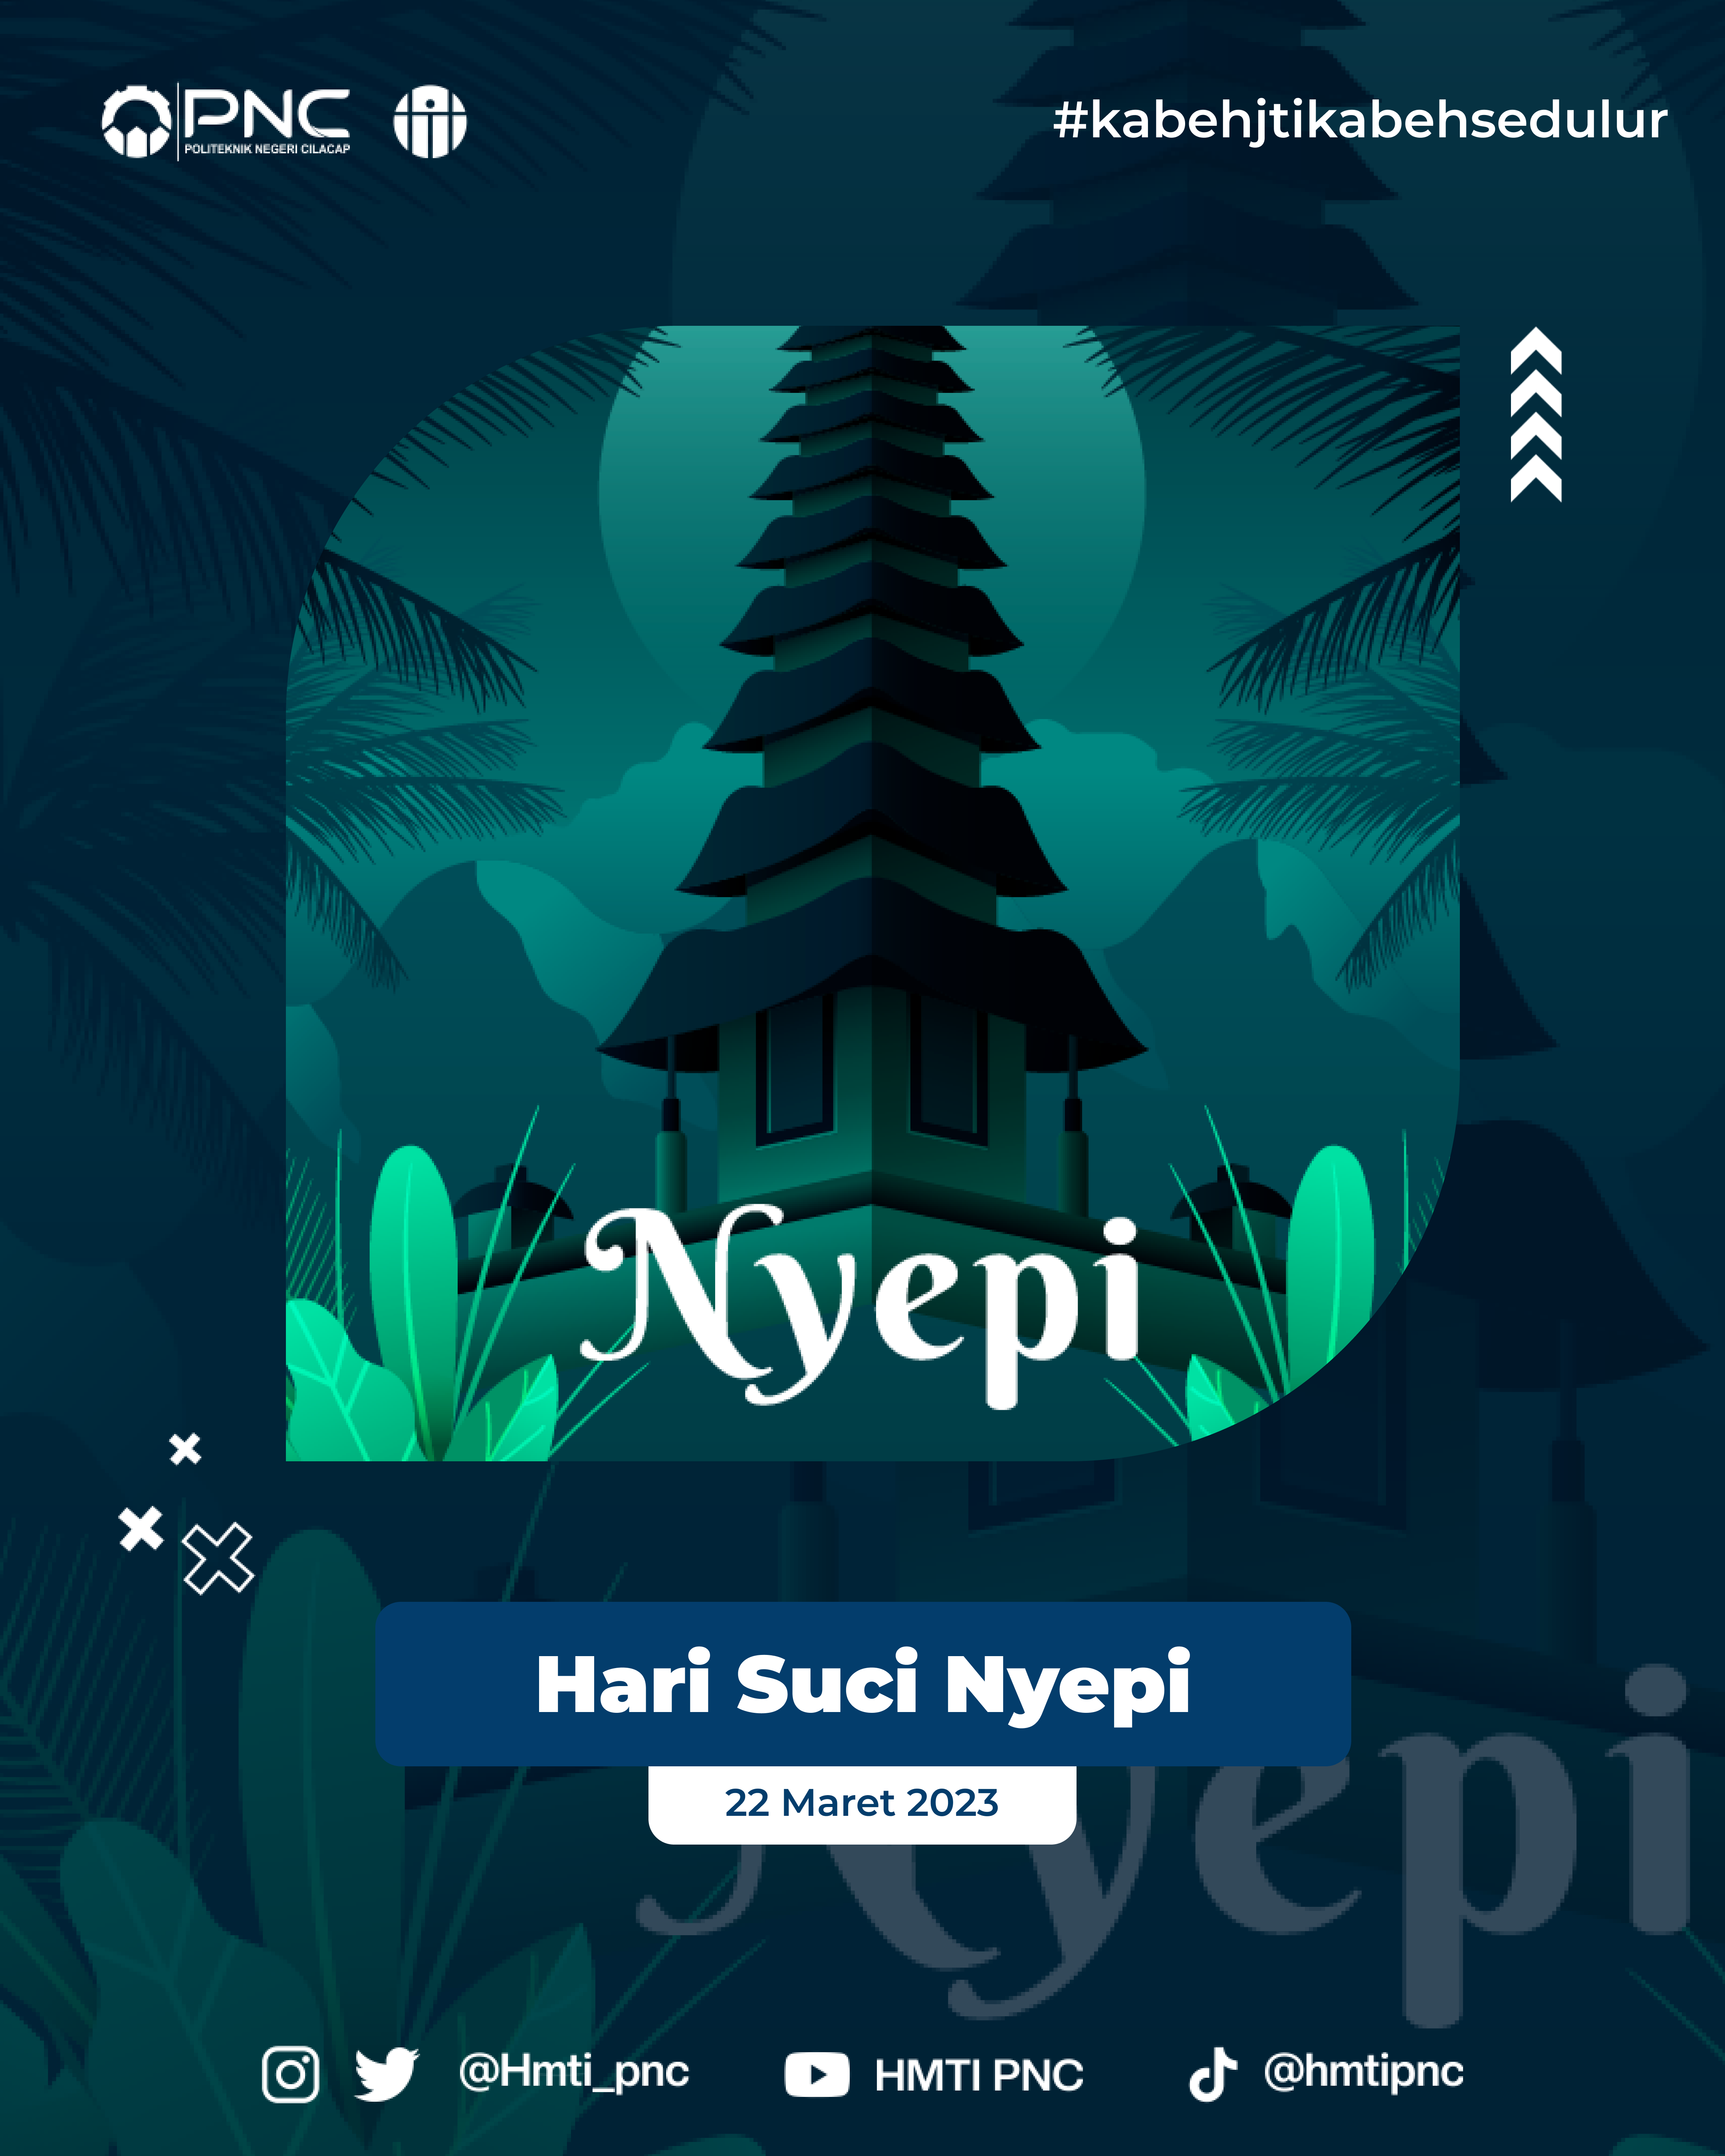 PNC
POLITEKNIK NEGERI CILACAP
#kabehjtikabehsedulur
Nyepi
Hari Suci Nyepi
22 Maret 2023
Nyepi
@Hmti_pnc
HMTI PNC
@hmtipnc